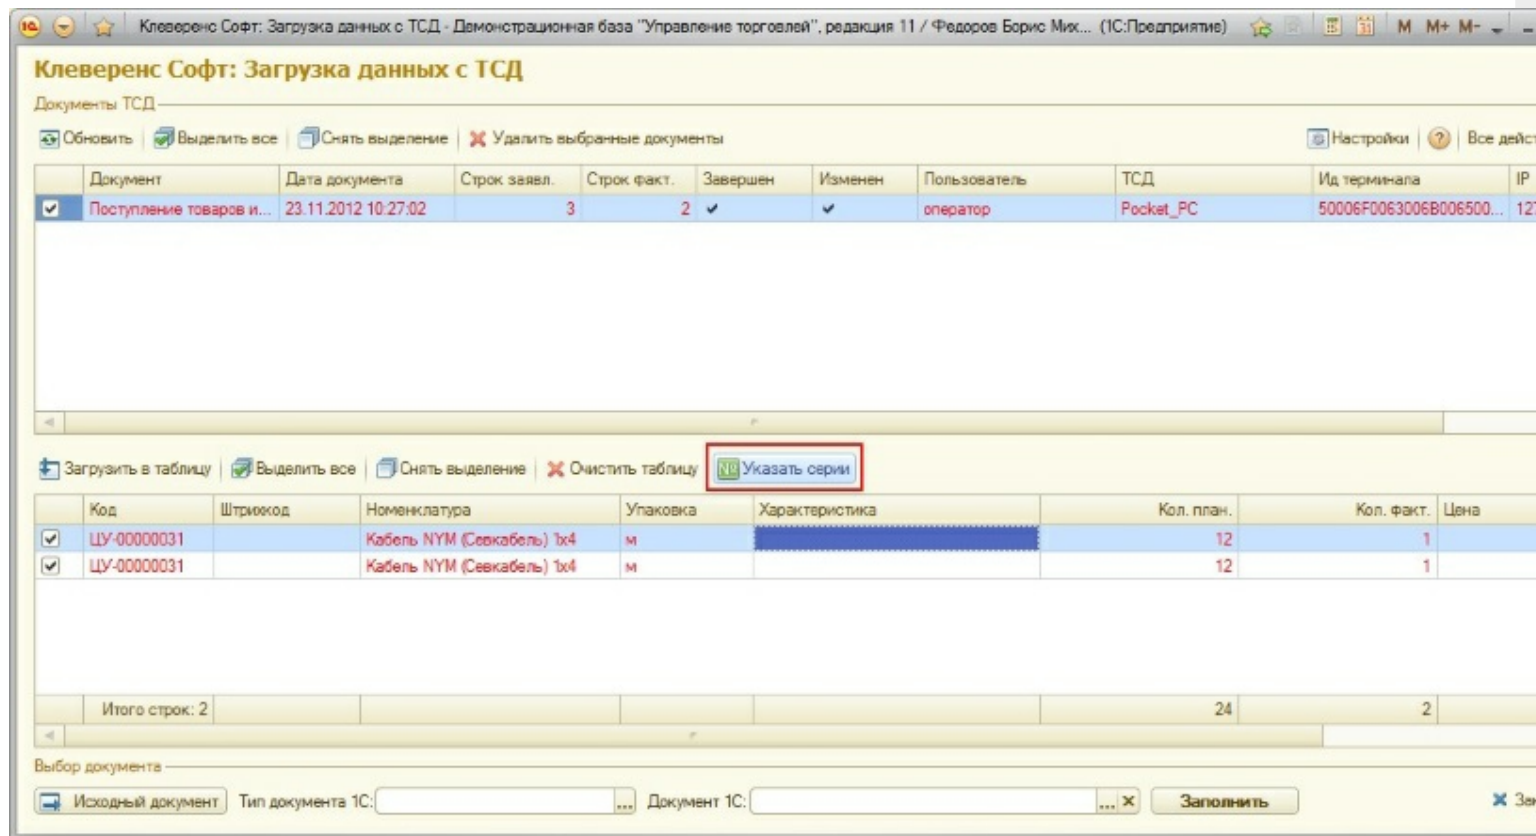 Клеверенс Софт: Загрузка данных с ТСД - Демонстрационная база "Управление торговлей", редакция 11 / Федоров Борис Мих... (1С:Предприятие) M M+ M-
Клеверенс Софт: Загрузка данных с ТСД
Документы ТСД
Обновить Выделить все Снять выделение Удалить выбранные документы Настройки ? Все дейст
Документ Дата документа Строк заявл. Строк факт. Завершен Изменен Пользователь ТСД Ид терминала IP
Поступление товаров и... 23.11.2012 10:27:02 3 2 оператор Pocket_PC 50006F0063006B006500... 127
Загрузить в таблицу Выделить все Снять выделение Очистить таблицу Указать серии
Код Штрихкод Номенклатура Упаковка Характеристика Кол. план. Кол. факт. Цена
ЦУ-00000031 Кабель NYM (Севкабель) 1x4 м 12 1
ЦУ-00000031 Кабель NYM (Севкабель) 1x4 м 12 1
Итого строк: 2 24 2
Выбор документа
Исходный документ Тип документа 1С: ... Документ 1С: ... Заполнить За